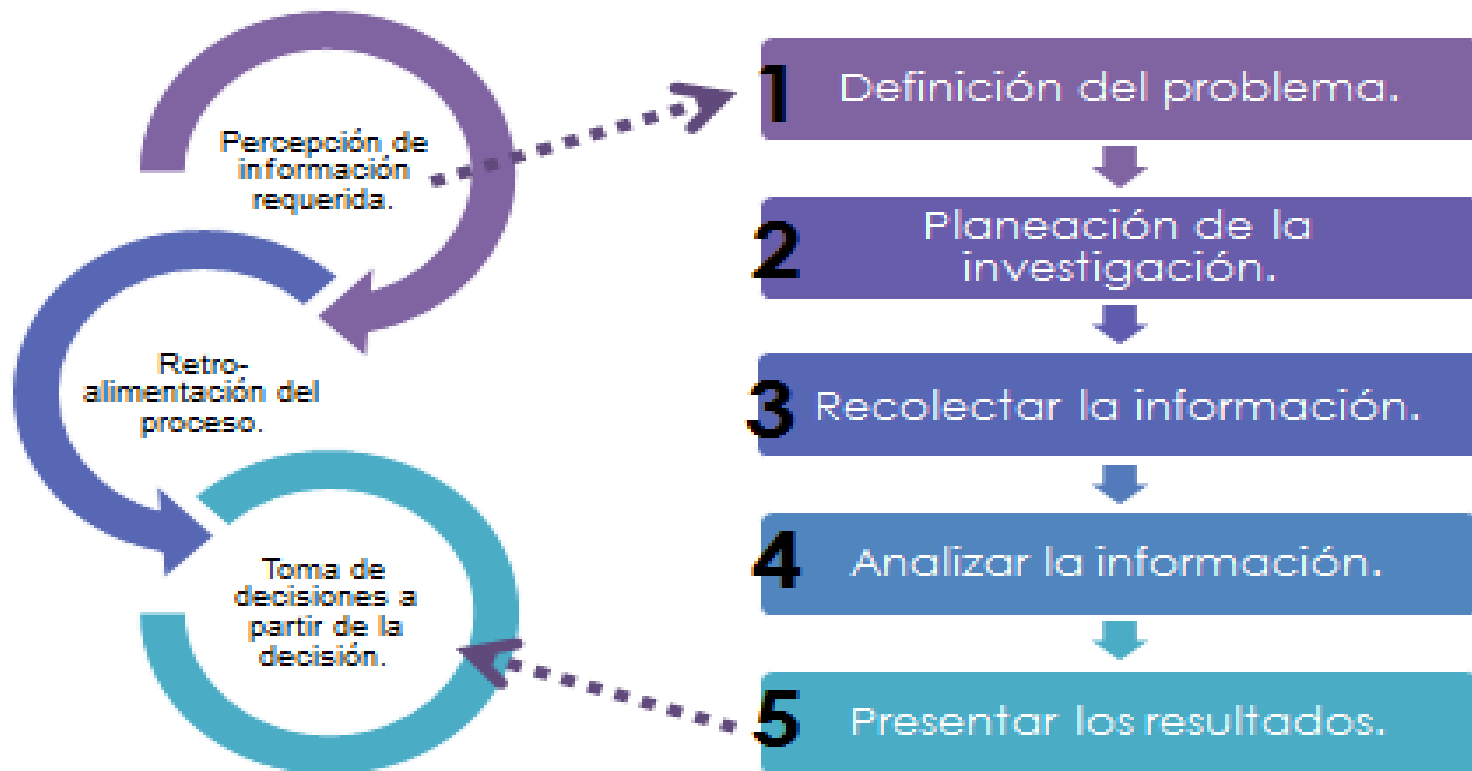 Percepción de
información
requerida.
Retro-
alimentación del
proceso.
Toma de
decisiones a
partir de la
decisión.
1 Definición del problema.
2 Planeación de la
investigación.
3 Recolectar la información.
4 Analizar la información.
5 Presentar los resultados.